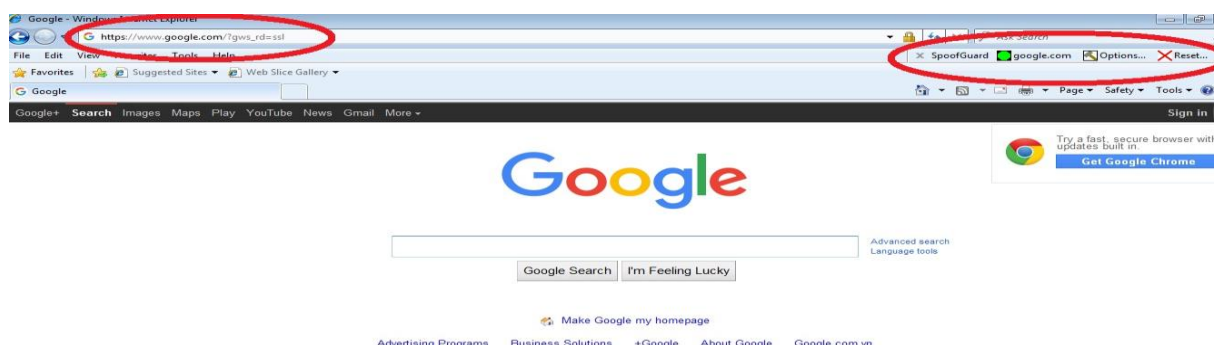 Google - Windows Internet Explorer
https://www.google.com/?gws_rd=ssl
Ask Search
File Edit View Favorites Tools Help
SpoofGuard google.com Options... Reset...
Favorites Suggested Sites Web Slice Gallery
Google
Page Safety Tools
Google+ Search Images Maps Play YouTube News Gmail More Sign in
Try a fast, secure browser with
updates built in.
Get Google Chrome
Google
Advanced search
Language tools
Google Search I'm Feeling Lucky
Make Google my homepage
Advertising Programs Business Solutions +Google About Google Google.com.vn